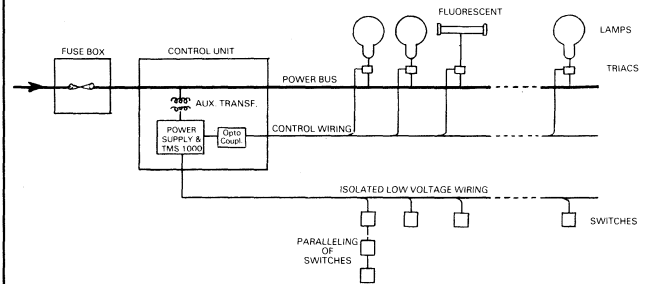 FLUORESCENT
LAMPS
FUSE BOX
CONTROL UNIT
TRIACS
POWER BUS
AUX. TRANSF.
POWER
SUPPLY &
TMS 1000
Opto
Coupl.
CONTROL WIRING
ISOLATED LOW VOLTAGE WIRING
SWITCHES
PARALLELING
OF
SWITCHES